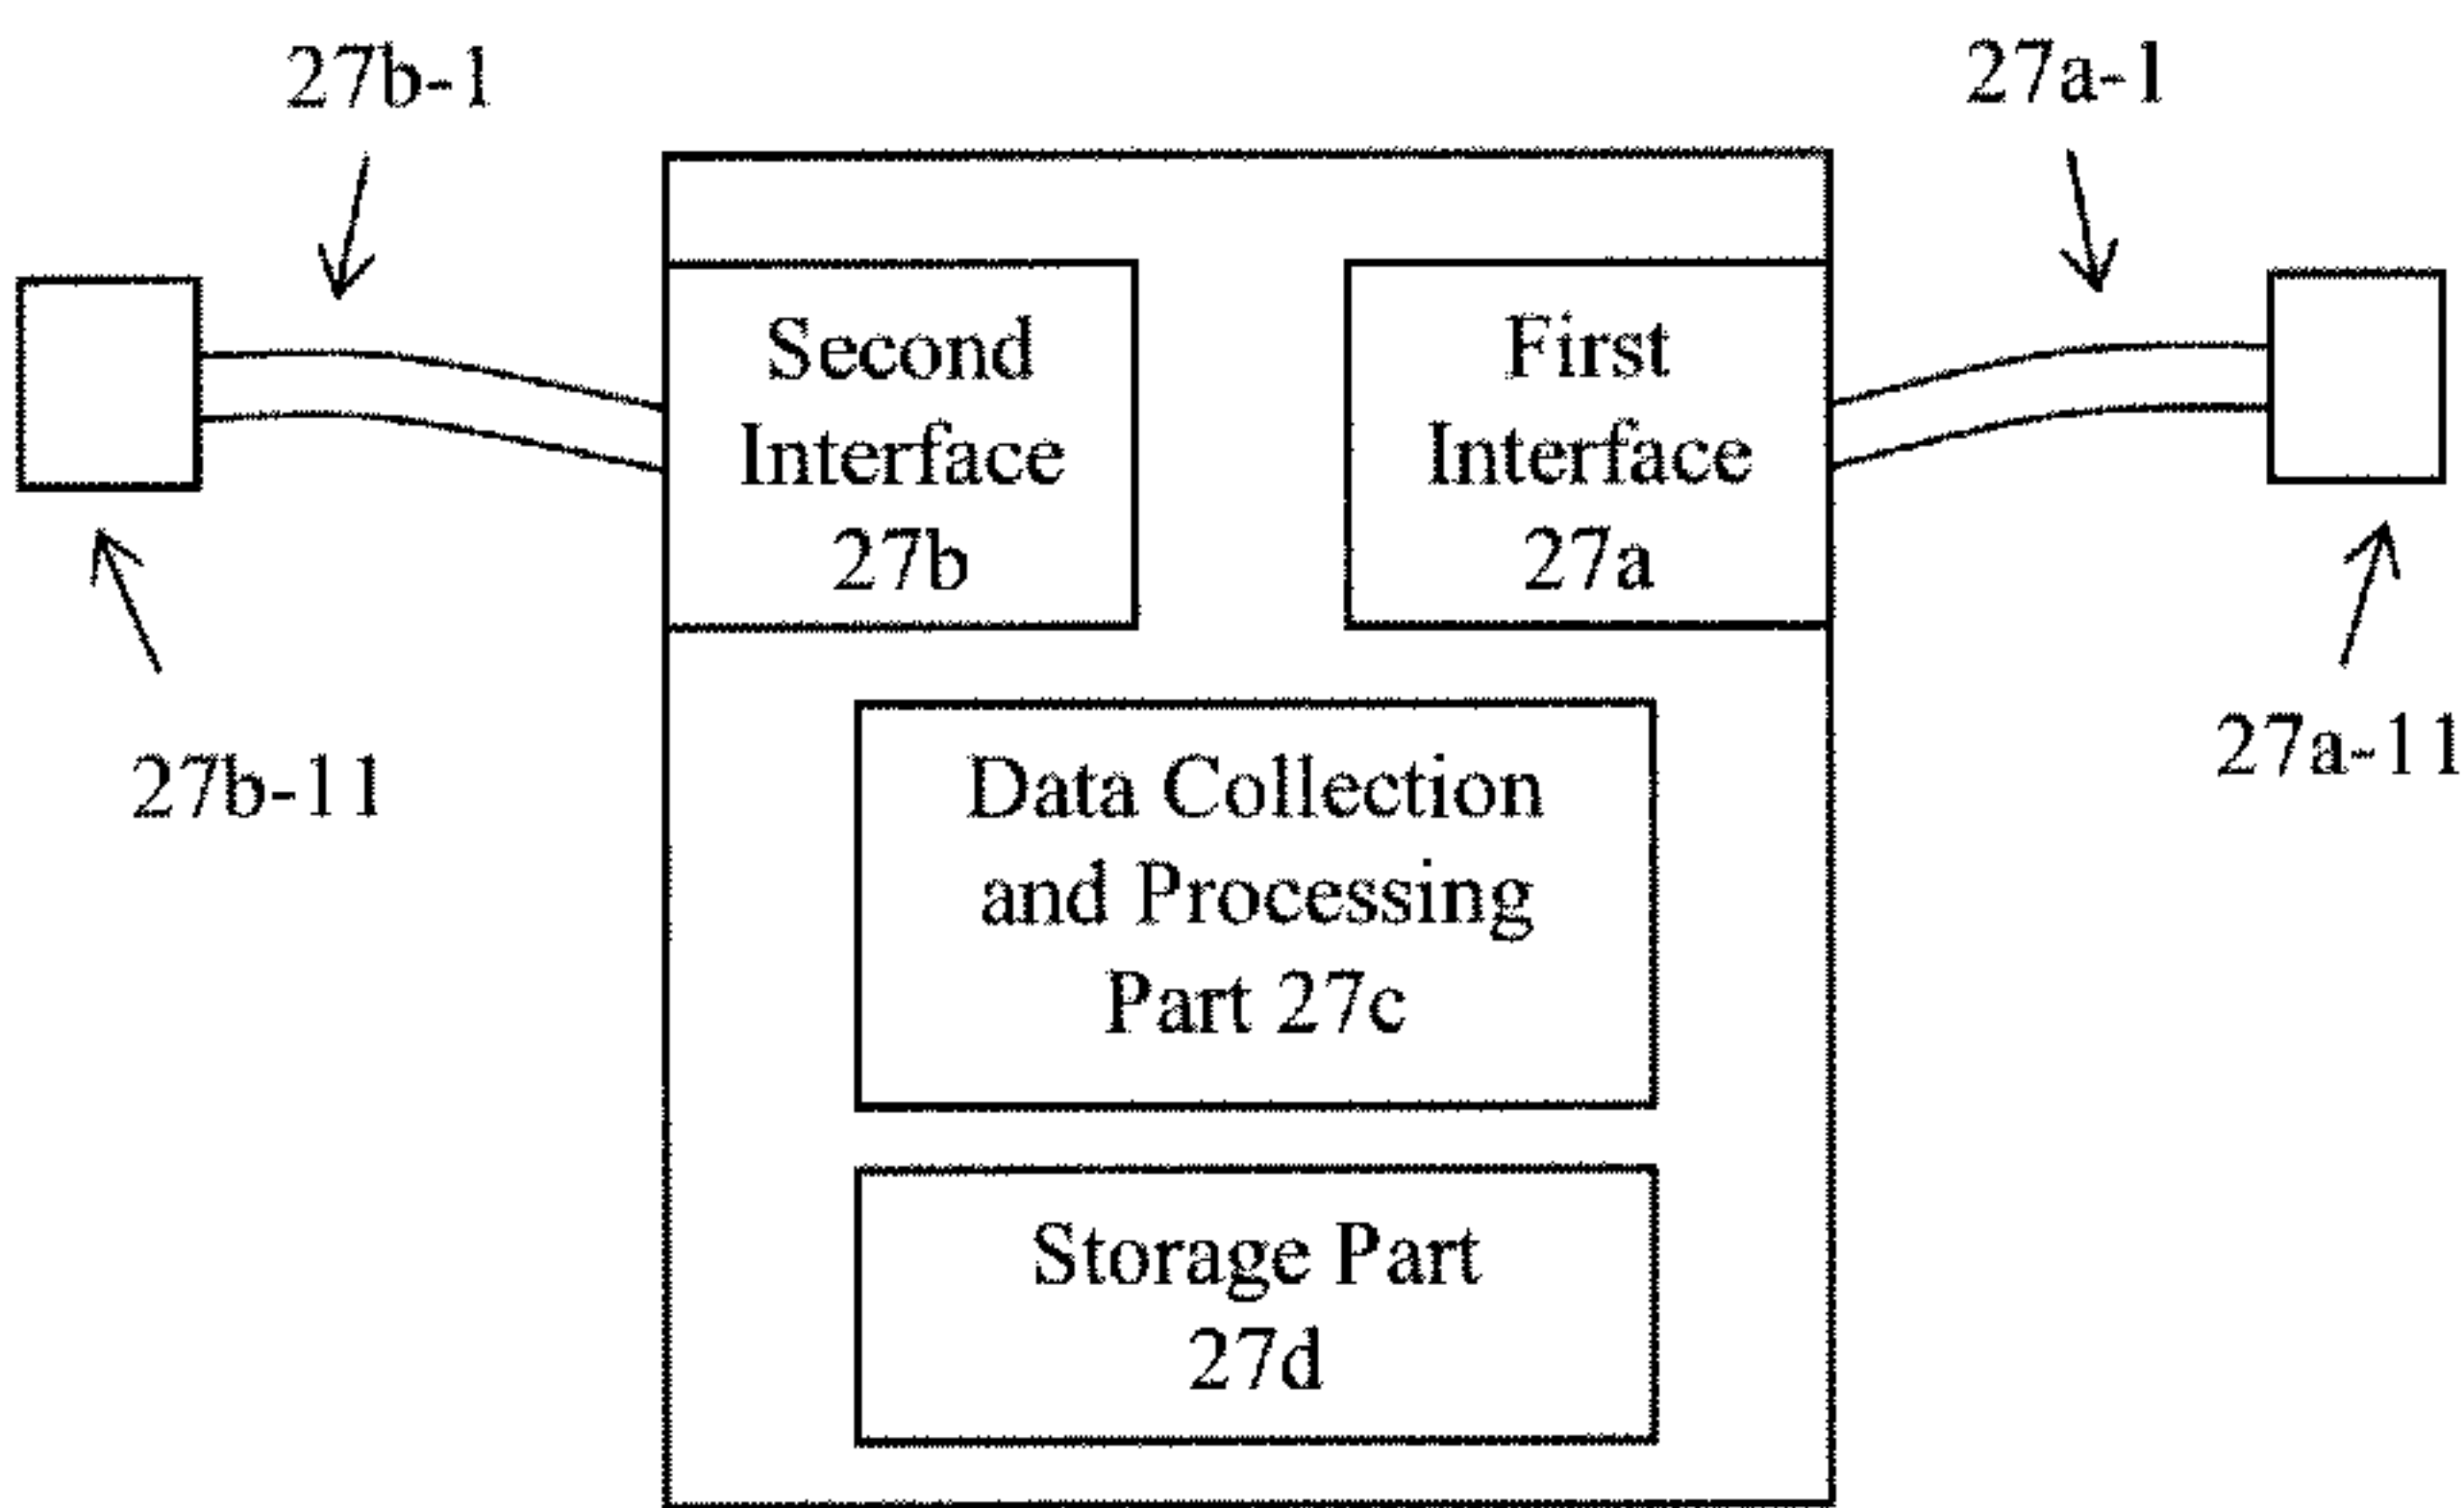 27b-1
27a-1
Second
Interface
27b
First
Interface
27a
27b-11
27a-11
Data Collection
and Processing
Part 27c
Storage Part
27d